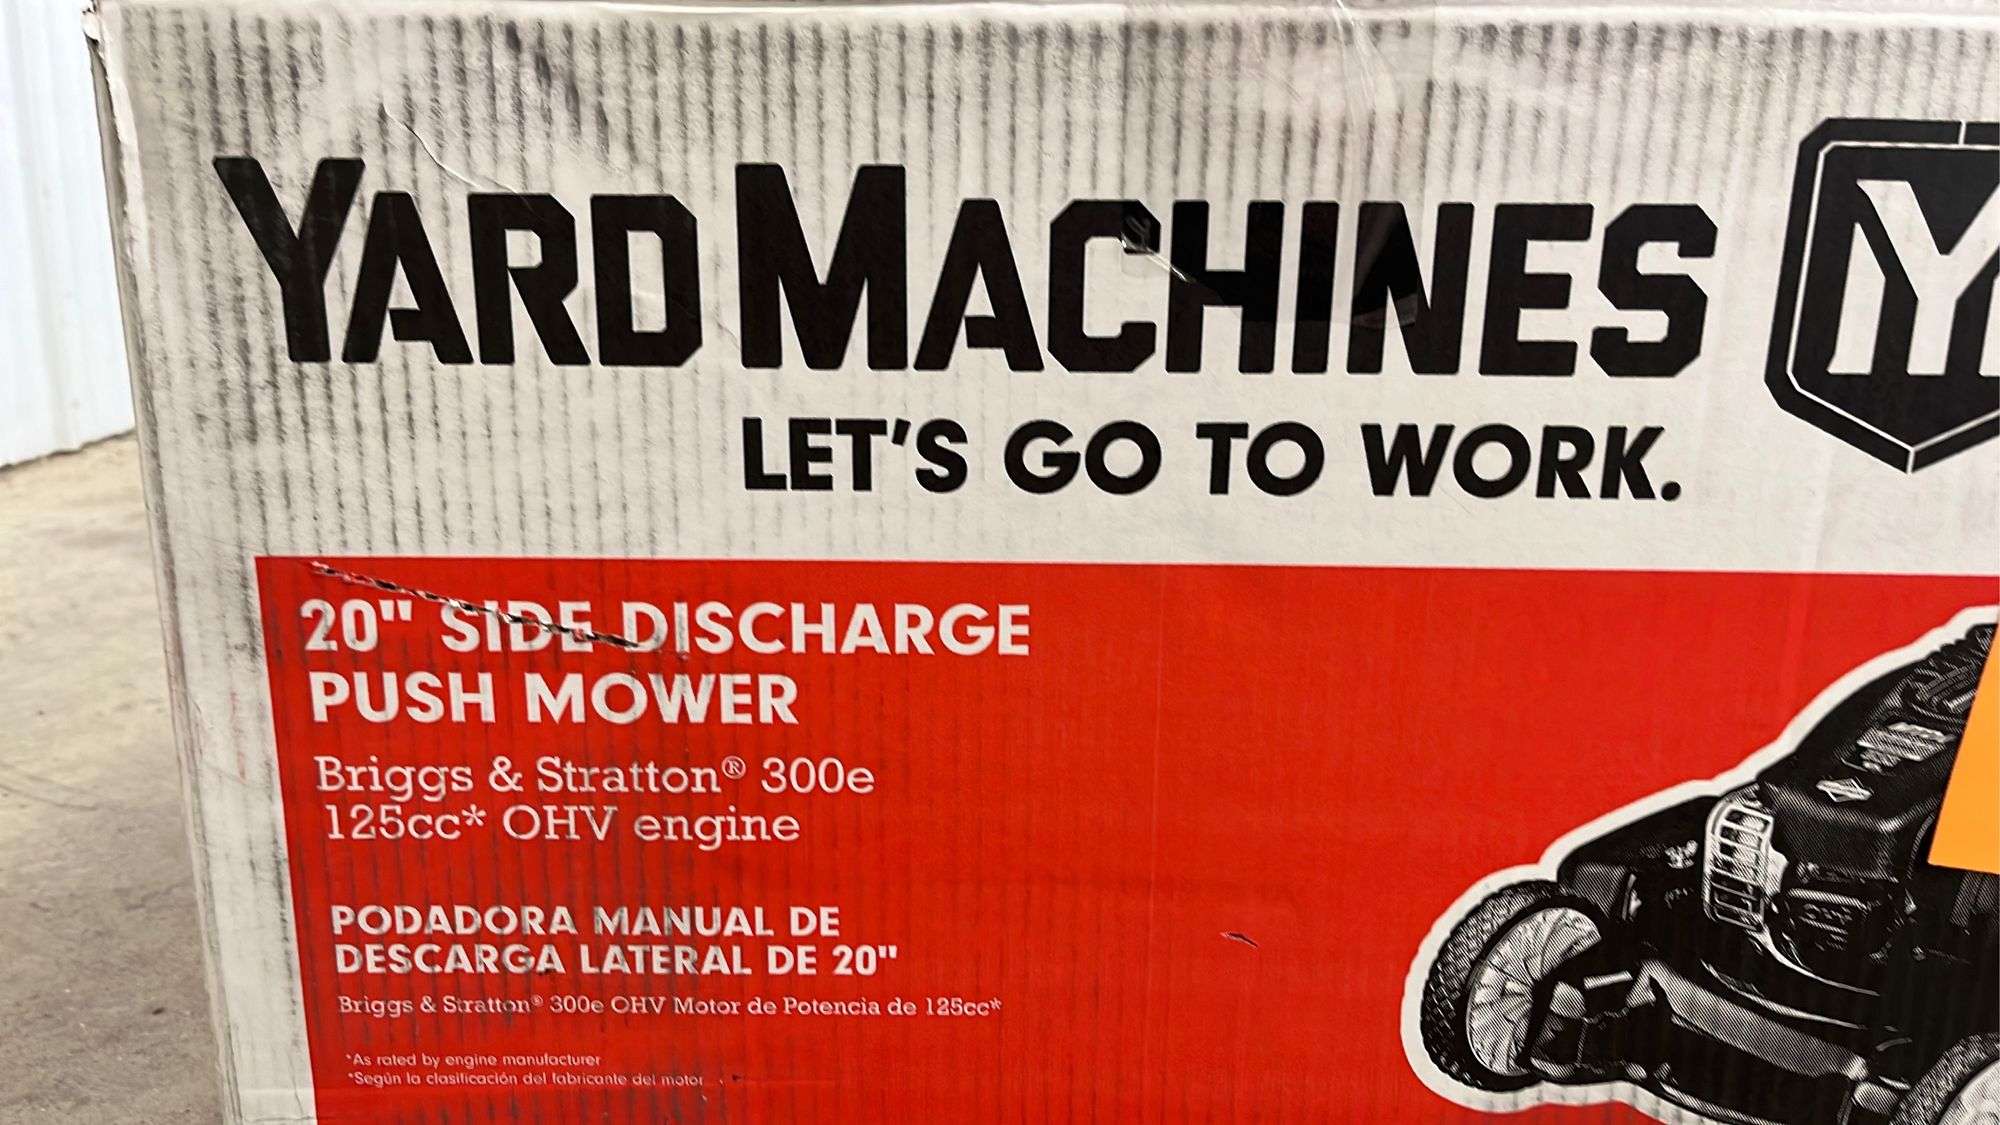 YARD MACHINES
LET'S GO TO WORK.
20" SIDE DISCHARGE
PUSH MOWER
Briggs & Stratton® 300e
125cc* OHV engine
PODADORA MANUAL DE
DESCARGA LATERAL DE 20"
Briggs & Stratton® 300e OHV Motor de Potencia de 125cc*
*As rated by engine manufacturer
*Según la clasificación del fabricante del motor